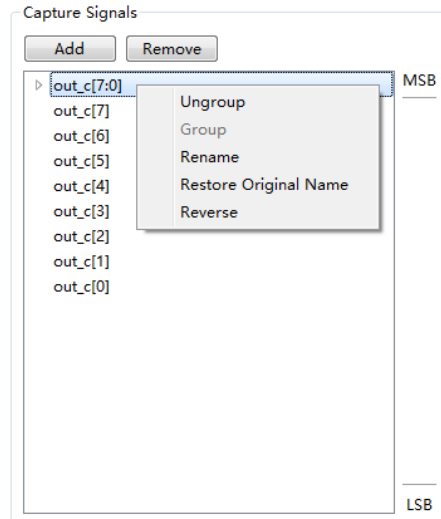 Capture Signals
Add Remove
out_c[7:0] MSB
out_c[7] Ungroup
out_c[6] Group
out_c[5] Rename
out_c[4] Restore Original Name
out_c[3] Reverse
out_c[2]
out_c[1]
out_c[0]
LSB